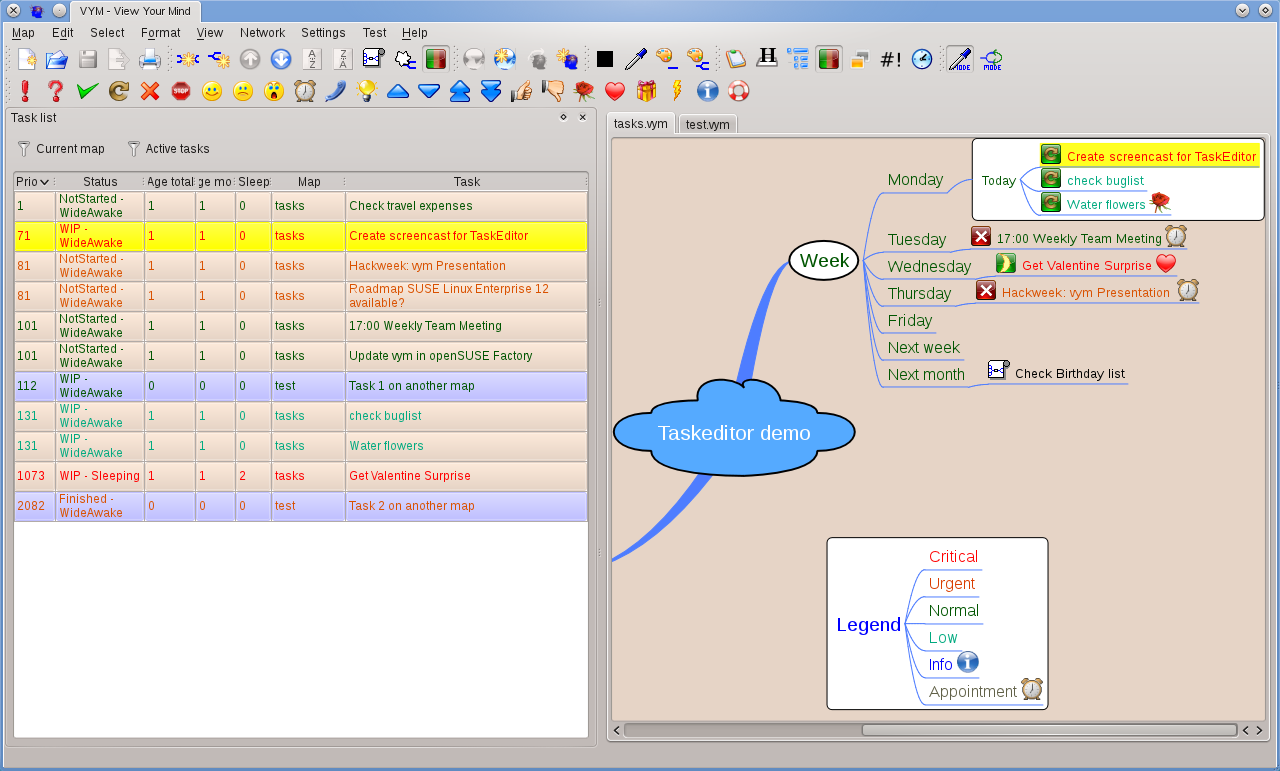 VYM - View Your Mind
Map Edit Select Format View Network Settings Test Help
A Z
Z A
H
#!
MODE
MODE
STOP
Task list
Current map Active tasks
Prio Status Age total ge mo Sleep Map Task
1 NotStarted - WideAwake 1 1 0 tasks Check travel expenses
71 WIP - WideAwake 1 1 0 tasks Create screencast for TaskEditor
81 NotStarted - WideAwake 1 1 0 tasks Hackweek: vym Presentation
81 NotStarted - WideAwake 1 1 0 tasks Roadmap SUSE Linux Enterprise 12 available?
101 NotStarted - WideAwake 1 1 0 tasks 17:00 Weekly Team Meeting
101 NotStarted - WideAwake 1 1 0 tasks Update vym in openSUSE Factory
112 WIP - WideAwake 0 0 0 test Task 1 on another map
131 WIP - WideAwake 1 1 0 tasks check buglist
131 WIP - WideAwake 1 1 0 tasks Water flowers
1073 WIP - Sleeping 1 1 2 tasks Get Valentine Surprise
2082 Finished - WideAwake 0 0 0 test Task 2 on another map
tasks.vym test.vym
Taskeditor demo
Week
Monday
Today
Create screencast for TaskEditor
check buglist
Water flowers
Tuesday 17:00 Weekly Team Meeting
Wednesday Get Valentine Surprise
Thursday Hackweek: vym Presentation
Friday
Next week
Next month Check Birthday list
Legend
Critical
Urgent
Normal
Low
Info
Appointment